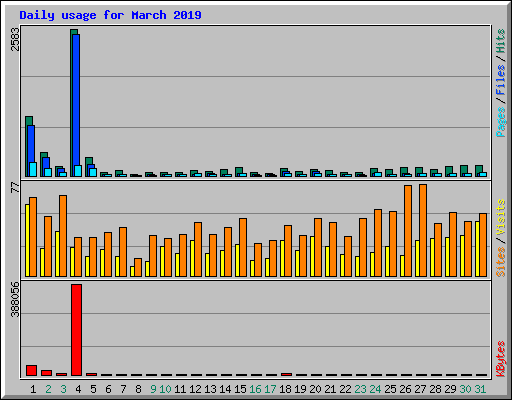 Daily usage for March 2019
2583
Pages / Files / Hits
77
Sites / Visits
388056
KBytes
1 2 3 4 5 6 7 8 9 10 11 12 13 14 15 16 17 18 19 20 21 22 23 24 25 26 27 28 29 30 31